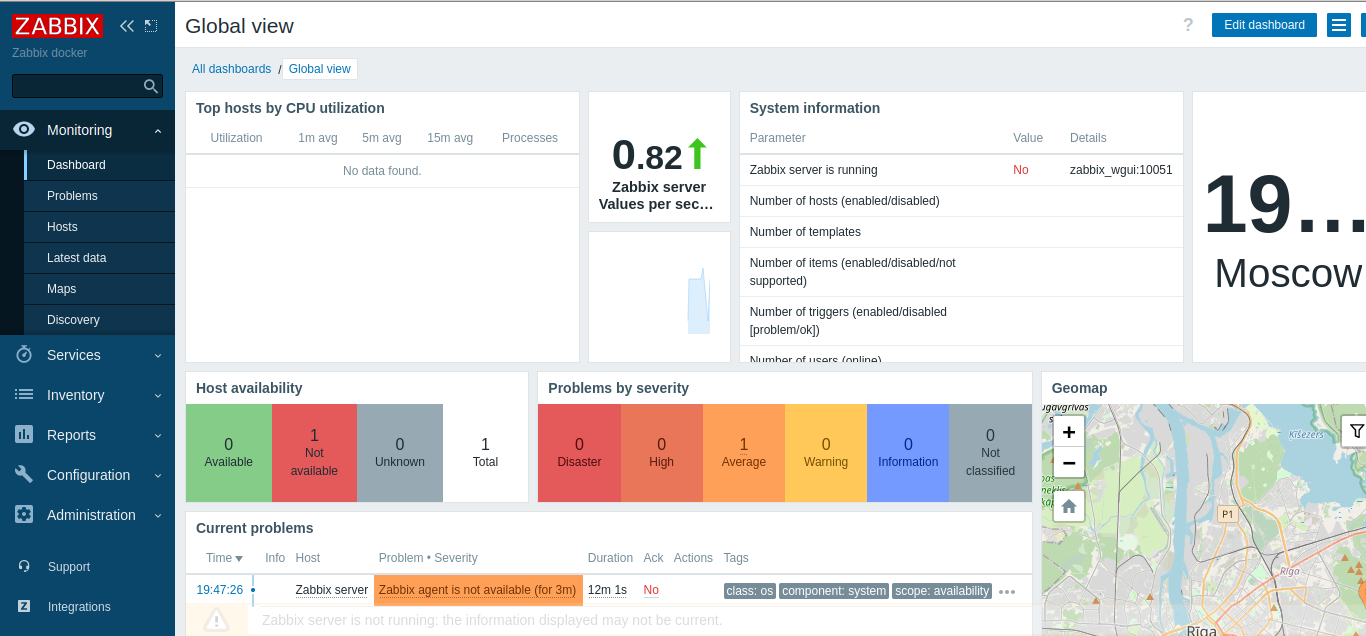 ZABBIX
Zabbix docker
Monitoring
Dashboard
Problems
Hosts
Latest data
Maps
Discovery
Services
Inventory
Reports
Configuration
Administration
Support
Z Integrations
Global view
? Edit dashboard
All dashboards / Global view
Top hosts by CPU utilization
Utilization 1m avg 5m avg 15m avg Processes
No data found.
0.82
Zabbix server
Values per sec…
System information
Parameter Value Details
Zabbix server is running No zabbix_wgui:10051
Number of hosts (enabled/disabled)
Number of templates
Number of items (enabled/disabled/not
supported)
Number of triggers (enabled/disabled
[problem/ok])
Number of users (online)
19…
Moscow
Host availability
0
Available
1
Not
available
0
Unknown
1
Total
Problems by severity
0
Disaster
0
High
1
Average
0
Warning
0
Information
0
Not
classified
Geomap
+
−
Ķīšezers
P1
Rīga
Rīga
Current problems
Time Info Host Problem • Severity Duration Ack Actions Tags
19:47:26 Zabbix server Zabbix agent is not available (for 3m) 12m 1s No class: os component: system scope: availability •••
Zabbix server is not running: the information displayed may not be current.